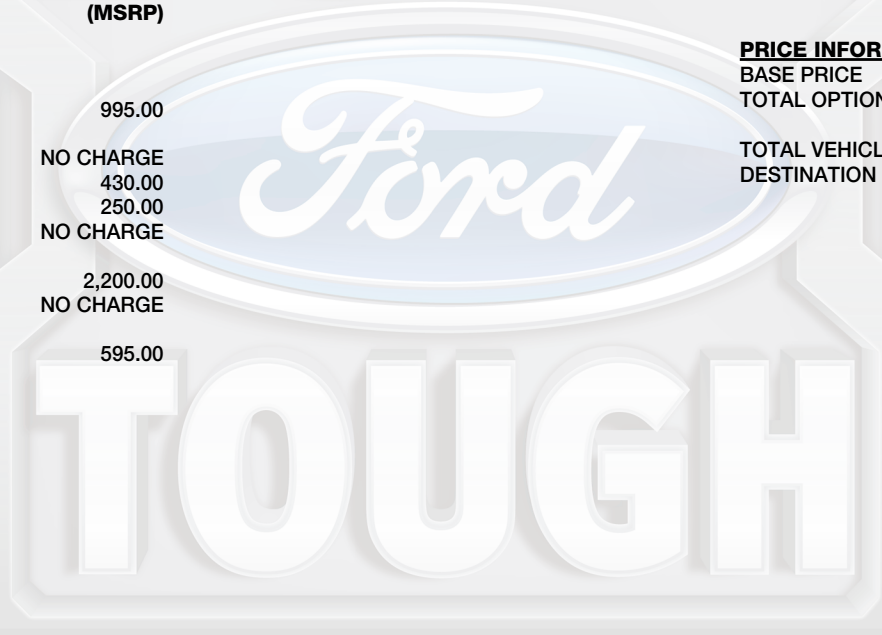 (MSRP)
995.00
NO CHARGE
430.00
250.00
NO CHARGE
2,200.00
NO CHARGE
595.00
PRICE INFOR
BASE PRICE
TOTAL OPTION
TOTAL VEHICL
DESTINATION
Ford
TOUGH